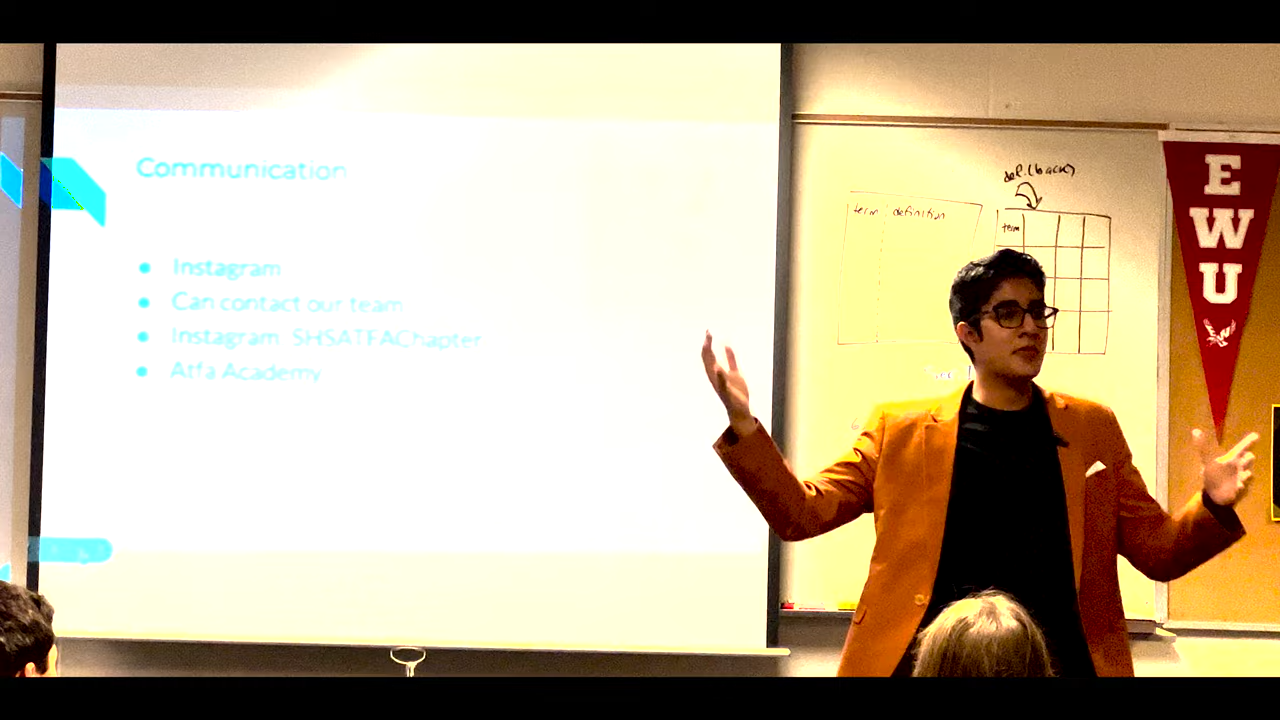 Communication
Instagram
Can contact our team
Instagram: SHSATFAChapter
Atfa Academy
def. (back)
term definition
term
E
W
U